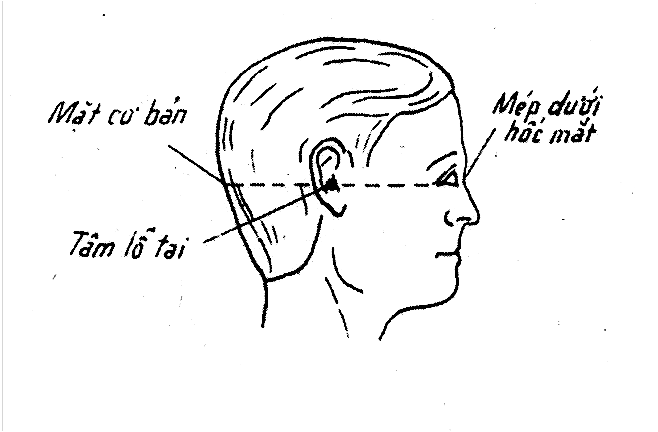 Mặt cơ bản
Mép dưới
hốc mắt
Tâm lỗ tai